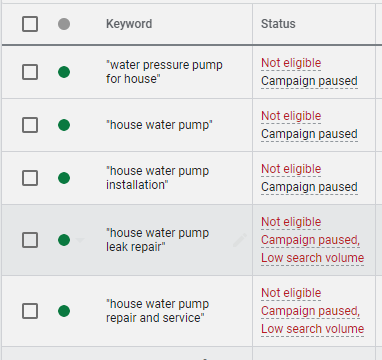 Keyword
Status
"water pressure pump
for house"
Not eligible
Campaign paused
"house water pump"
Not eligible
Campaign paused
"house water pump
installation"
Not eligible
Campaign paused
"house water pump
leak repair"
Not eligible
Campaign paused,
Low search volume
"house water pump
repair and service"
Not eligible
Campaign paused,
Low search volume